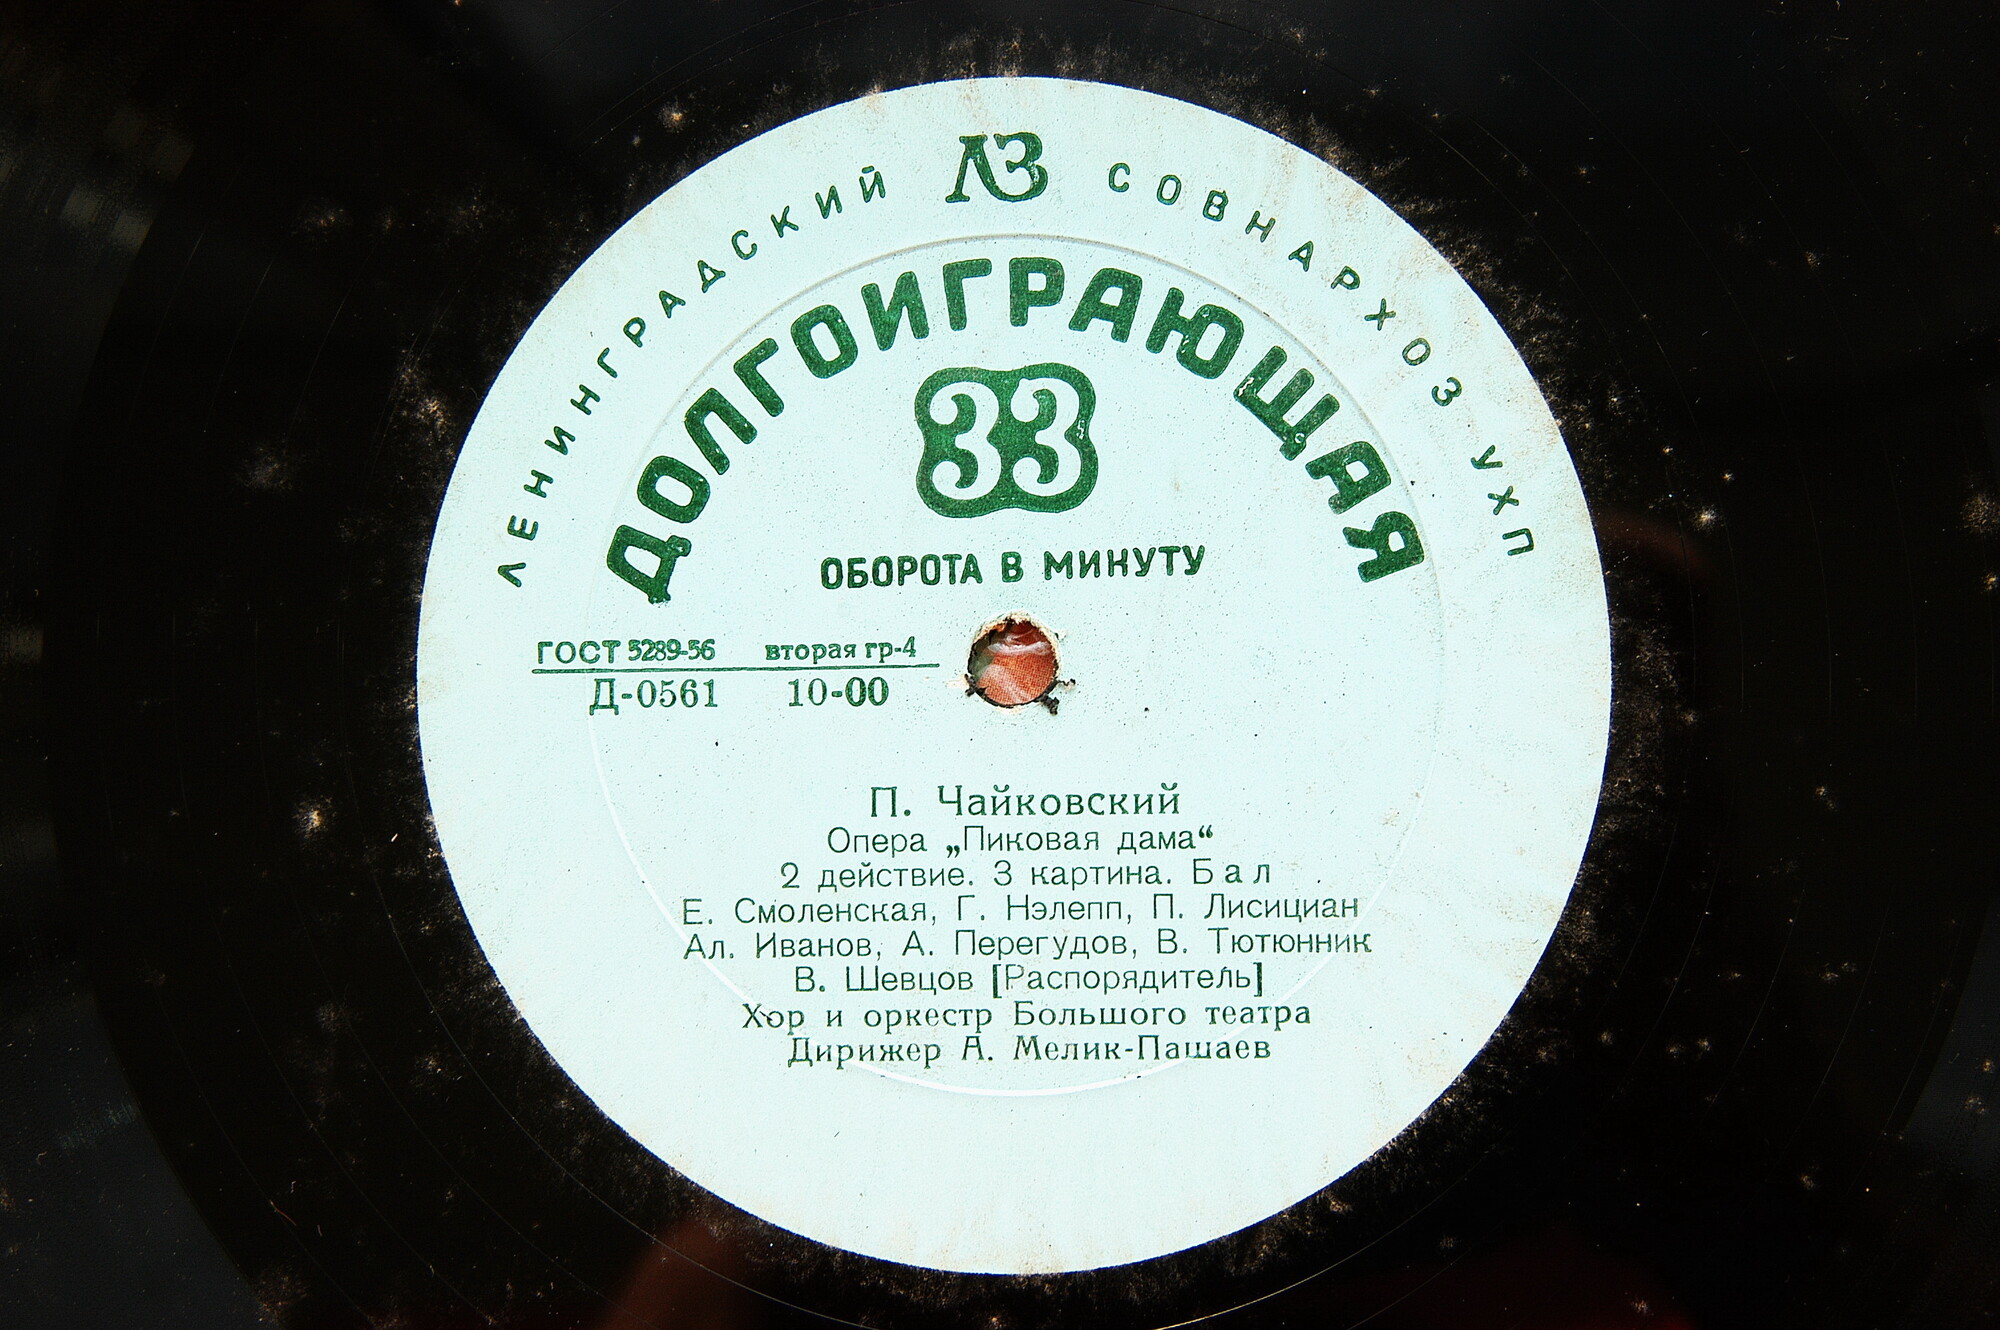 ЛЕНИНГРАДСКИЙ ЛЗ СОВНАРХОЗ УХП
ДОЛГОИГРАЮЩАЯ
33
ОБОРОТА В МИНУТУ
ГОСТ 5289-56 вторая гр-4
Д-0561 10-00
П. Чайковский
Опера „Пиковая дама“
2 действие. 3 картина. Бал
Е. Смоленская, Г. Нэлепп, П. Лисициан
Ал. Иванов, А. Перегудов, В. Тютюнник
В. Шевцов [Распорядитель]
Хор и оркестр Большого театра
Дирижер А. Мелик-Пашаев